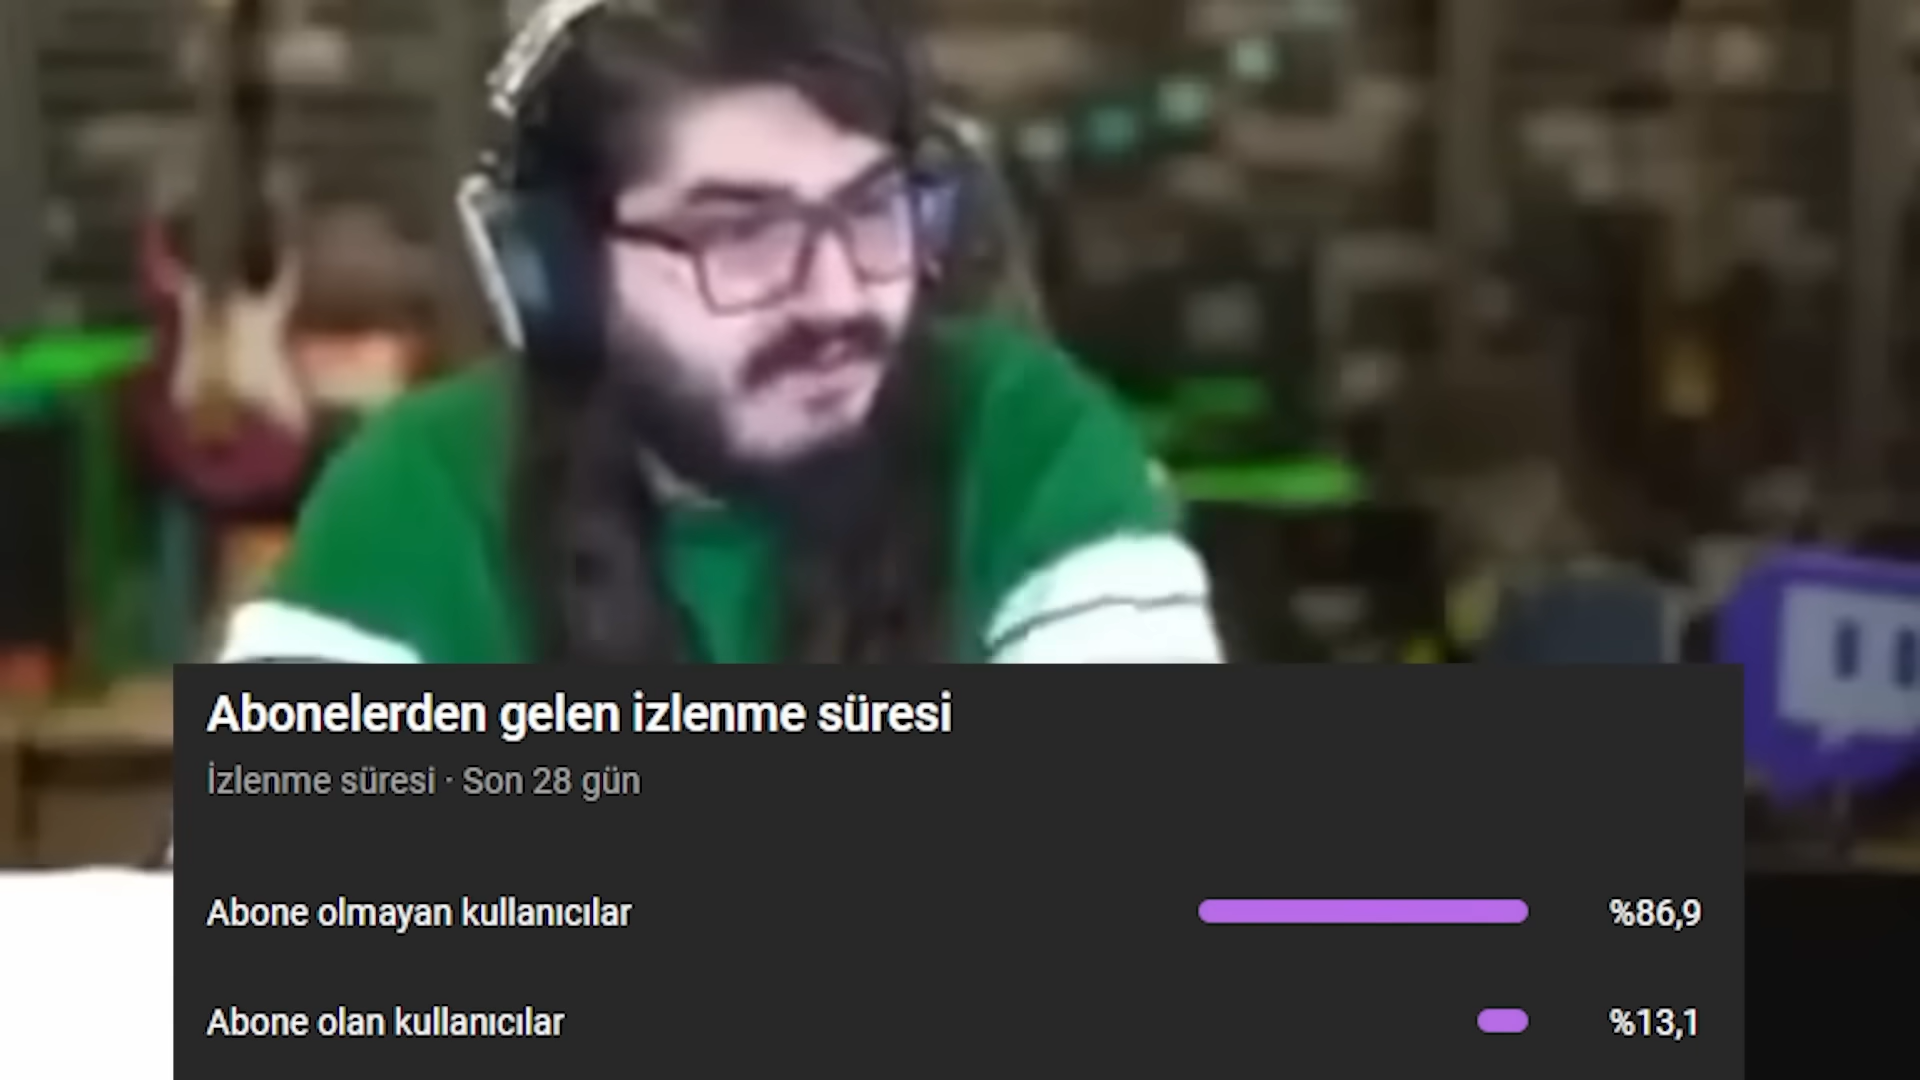 Abonelerden gelen izlenme süresi
İzlenme süresi · Son 28 gün
Abone olmayan kullanıcılar %86,9
Abone olan kullanıcılar %13,1